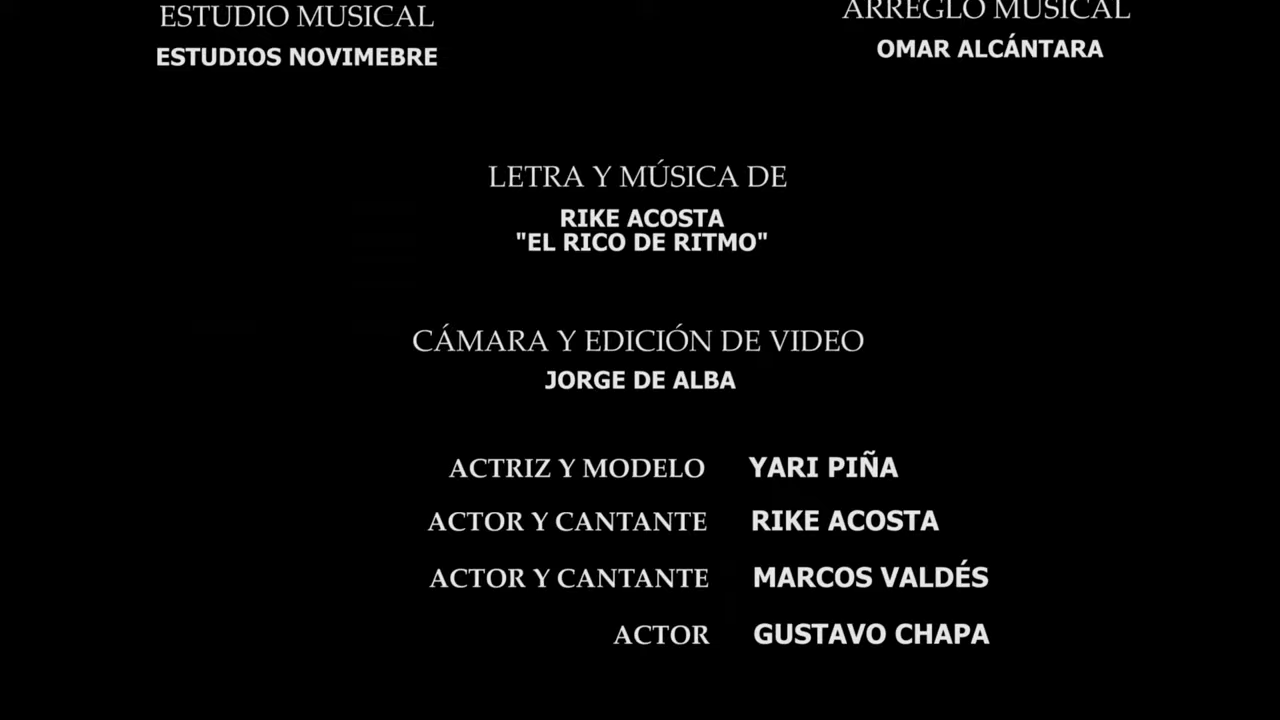 ESTUDIO MUSICAL
ESTUDIOS NOVIMEBRE
ARREGLO MUSICAL
OMAR ALCÁNTARA
LETRA Y MÚSICA DE
RIKE ACOSTA
"EL RICO DE RITMO"
CÁMARA Y EDICIÓN DE VIDEO
JORGE DE ALBA
ACTRIZ Y MODELO YARI PIÑA
ACTOR Y CANTANTE RIKE ACOSTA
ACTOR Y CANTANTE MARCOS VALDÉS
ACTOR GUSTAVO CHAPA